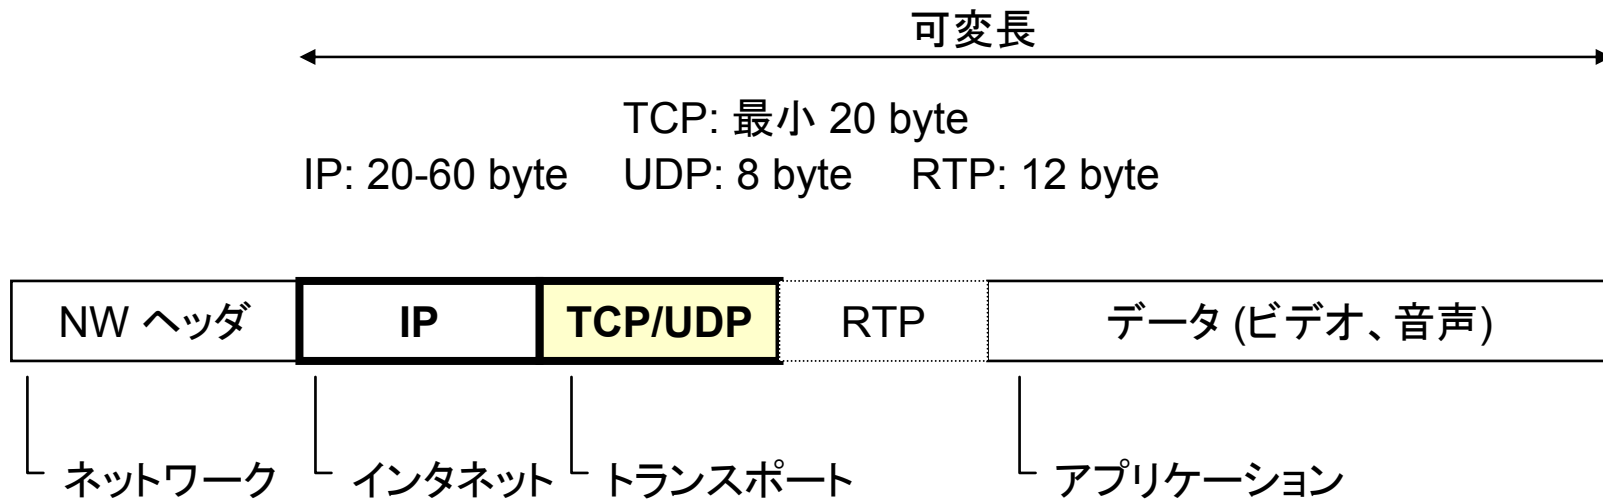 可変長
TCP: 最小 20 byte
IP: 20-60 byte UDP: 8 byte RTP: 12 byte
NW ヘッダ IP TCP/UDP RTP データ (ビデオ、音声)
ネットワーク インタネット トランスポート アプリケーション